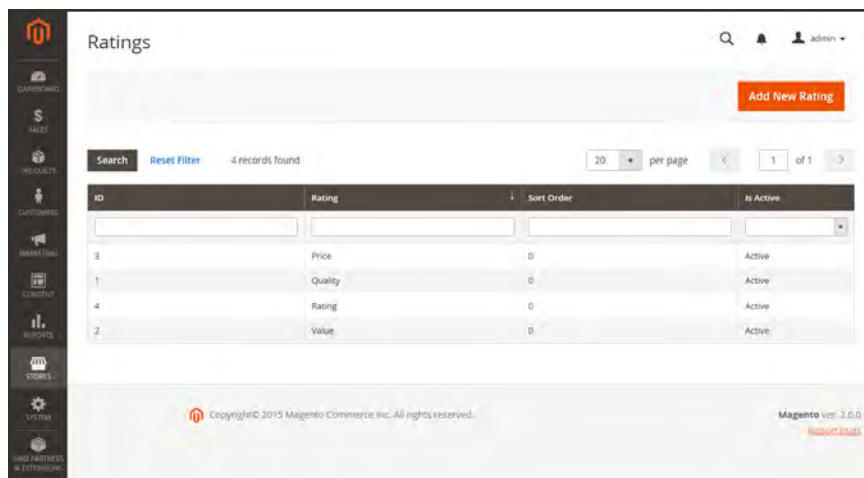 Ratings
admin
DASHBOARD
Add New Rating
$
SALES
Search Reset Filter 4 records found 20 per page 1 of 1
PRODUCTS
ID Rating ↓ Sort Order Is Active
CUSTOMERS
MARKETING
3 Price 0 Active
1 Quality 0 Active
CONTENT
4 Rating 0 Active
2 Value 0 Active
REPORTS
STORES
SYSTEM
Copyright© 2015 Magento Commerce Inc. All rights reserved.
Magento ver. 2.0.0
Report Bugs
FIND PARTNERS
& EXTENSIONS